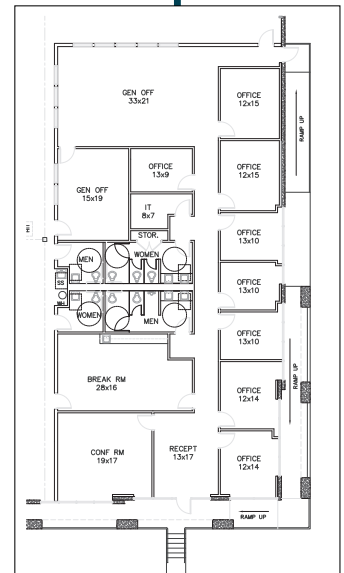 GEN OFF
33x21
OFFICE
12x15
RAMP UP
OFFICE
13x9
OFFICE
12x15
GEN OFF
15x19
IT
8x7
STOR.
OFFICE
13x10
MEN
WOMEN
SS
WH
OFFICE
13x10
WOMEN
MEN
OFFICE
13x10
RAMP UP
BREAK RM
28x16
OFFICE
12x14
CONF RM
19x17
RECEPT
13x17
OFFICE
12x14
RAMP UP